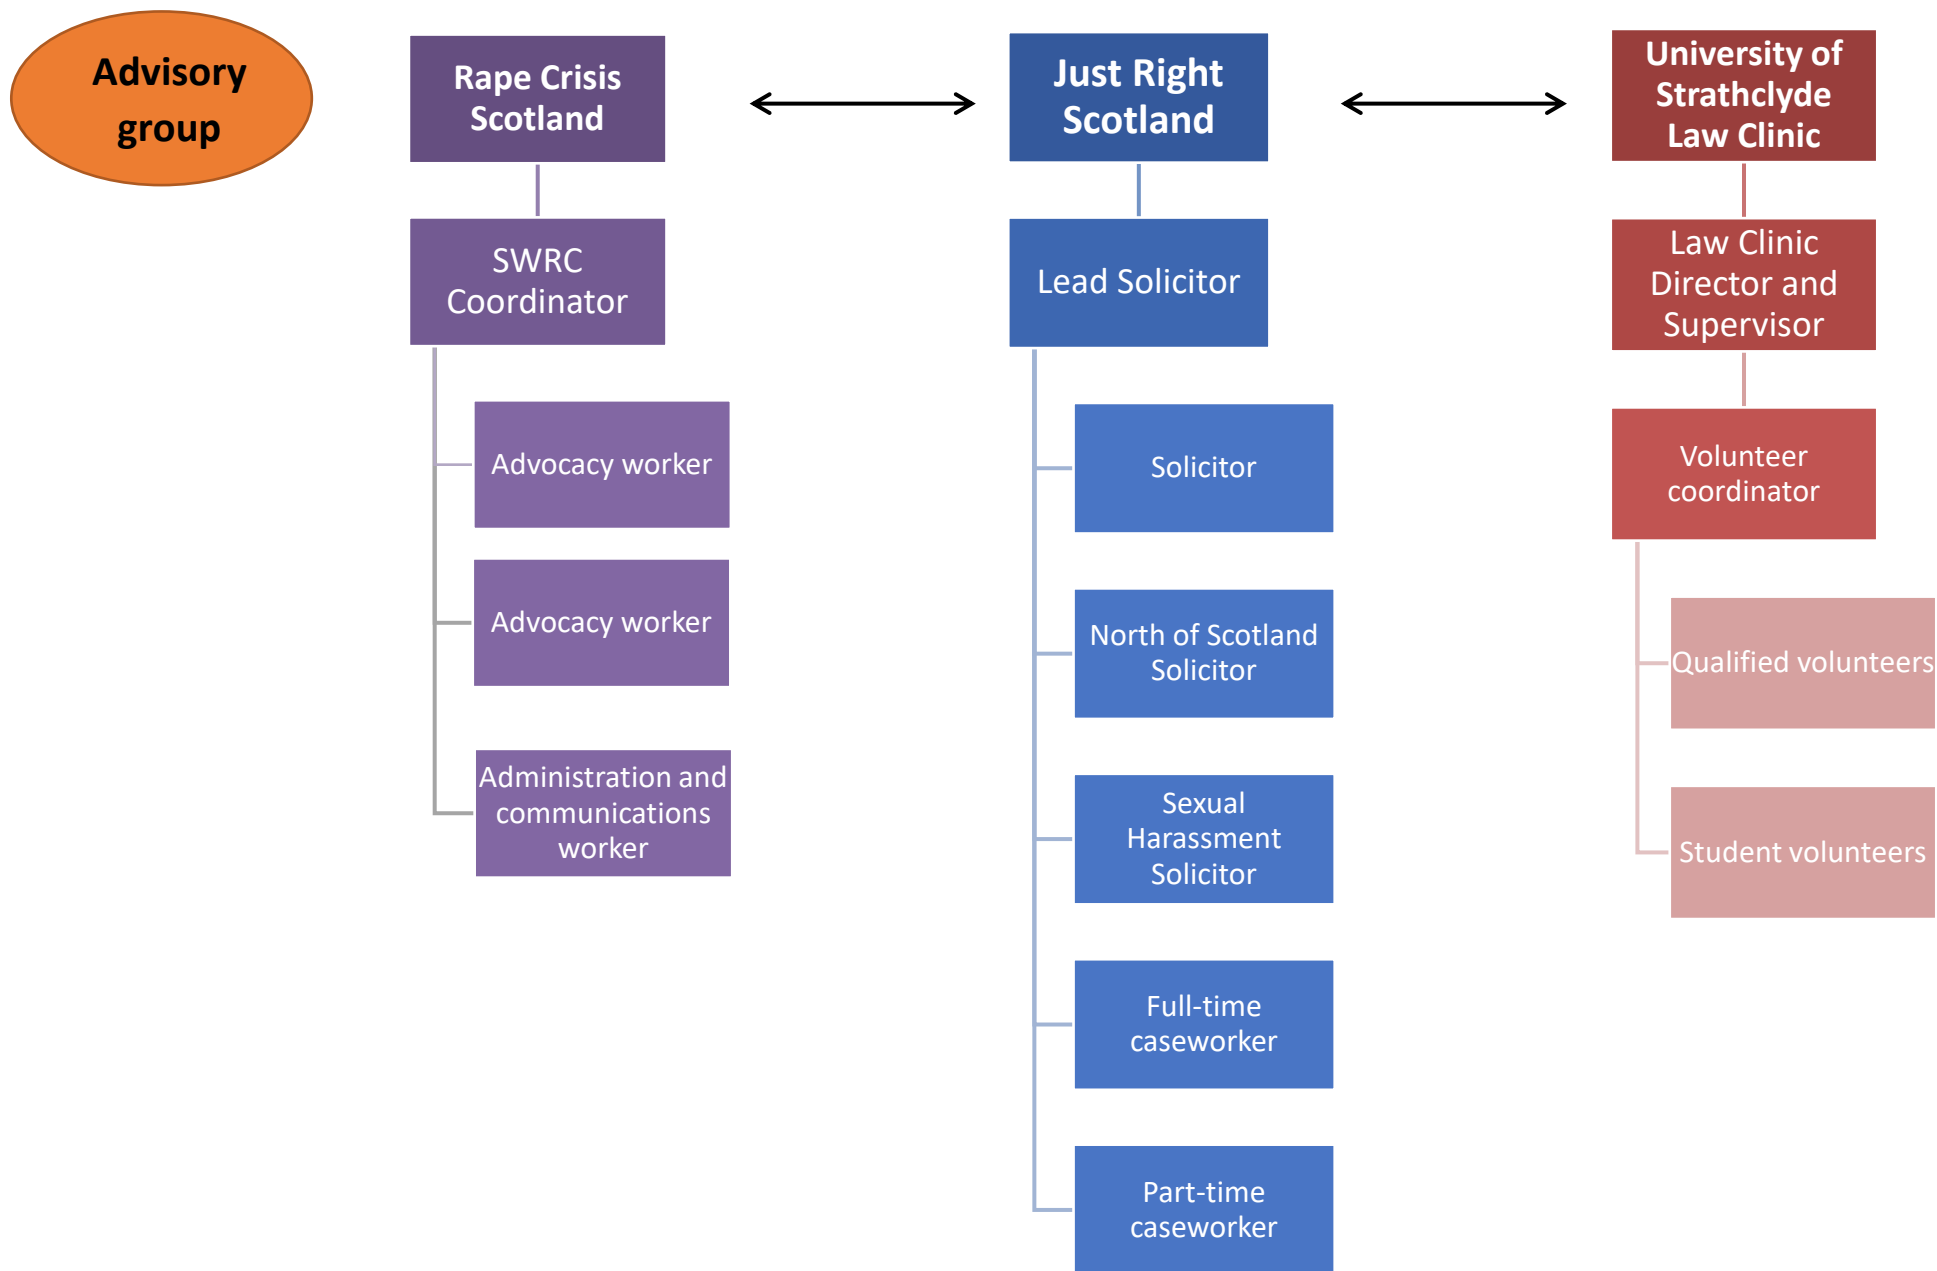 Advisory
group
Rape Crisis
Scotland
SWRC
Coordinator
Advocacy worker
Advocacy worker
Administration and
communications
worker
Just Right
Scotland
Lead Solicitor
Solicitor
North of Scotland
Solicitor
Sexual
Harassment
Solicitor
Full-time
caseworker
Part-time
caseworker
University of
Strathclyde
Law Clinic
Law Clinic
Director and
Supervisor
Volunteer
coordinator
Qualified volunteers
Student volunteers